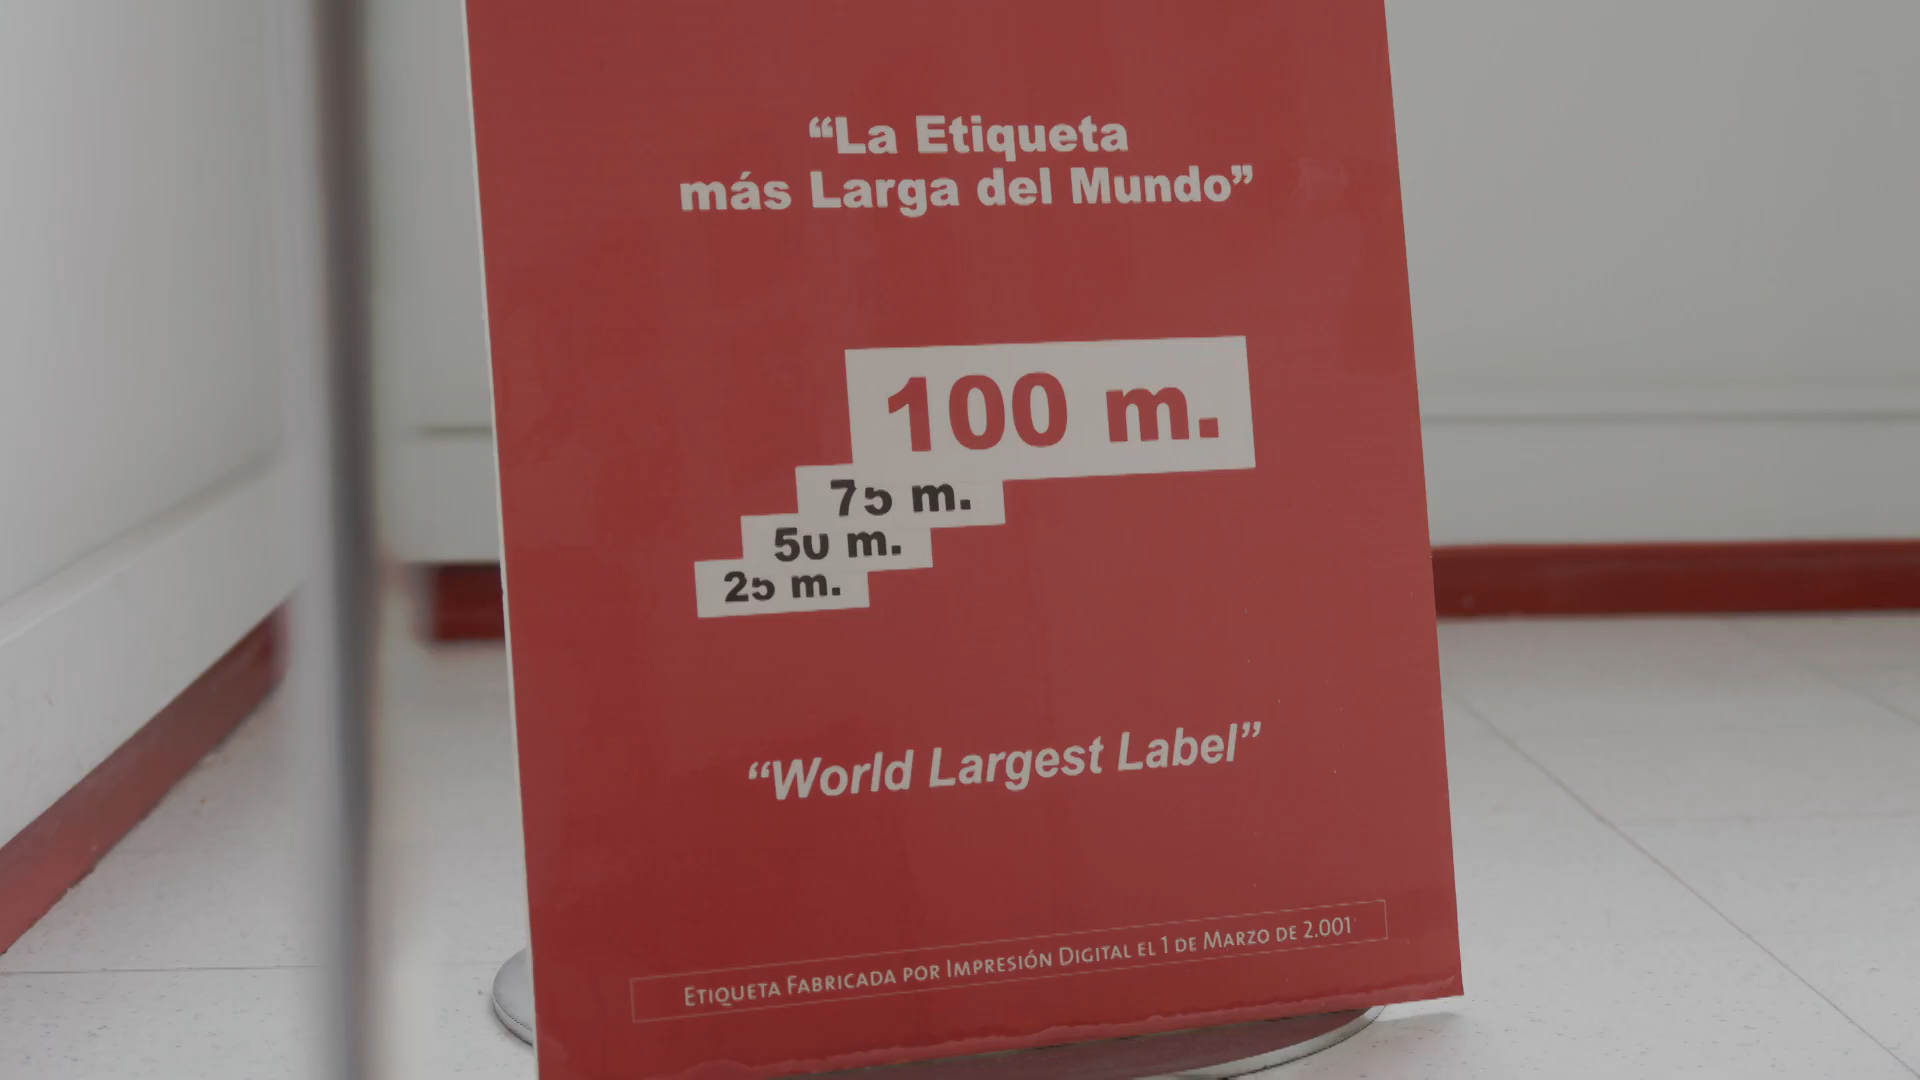 “La Etiqueta
más Larga del Mundo”
100 m.
75 m.
50 m.
25 m.
“World Largest Label”
Etiqueta Fabricada por Impresión Digital el 1 de Marzo de 2.001